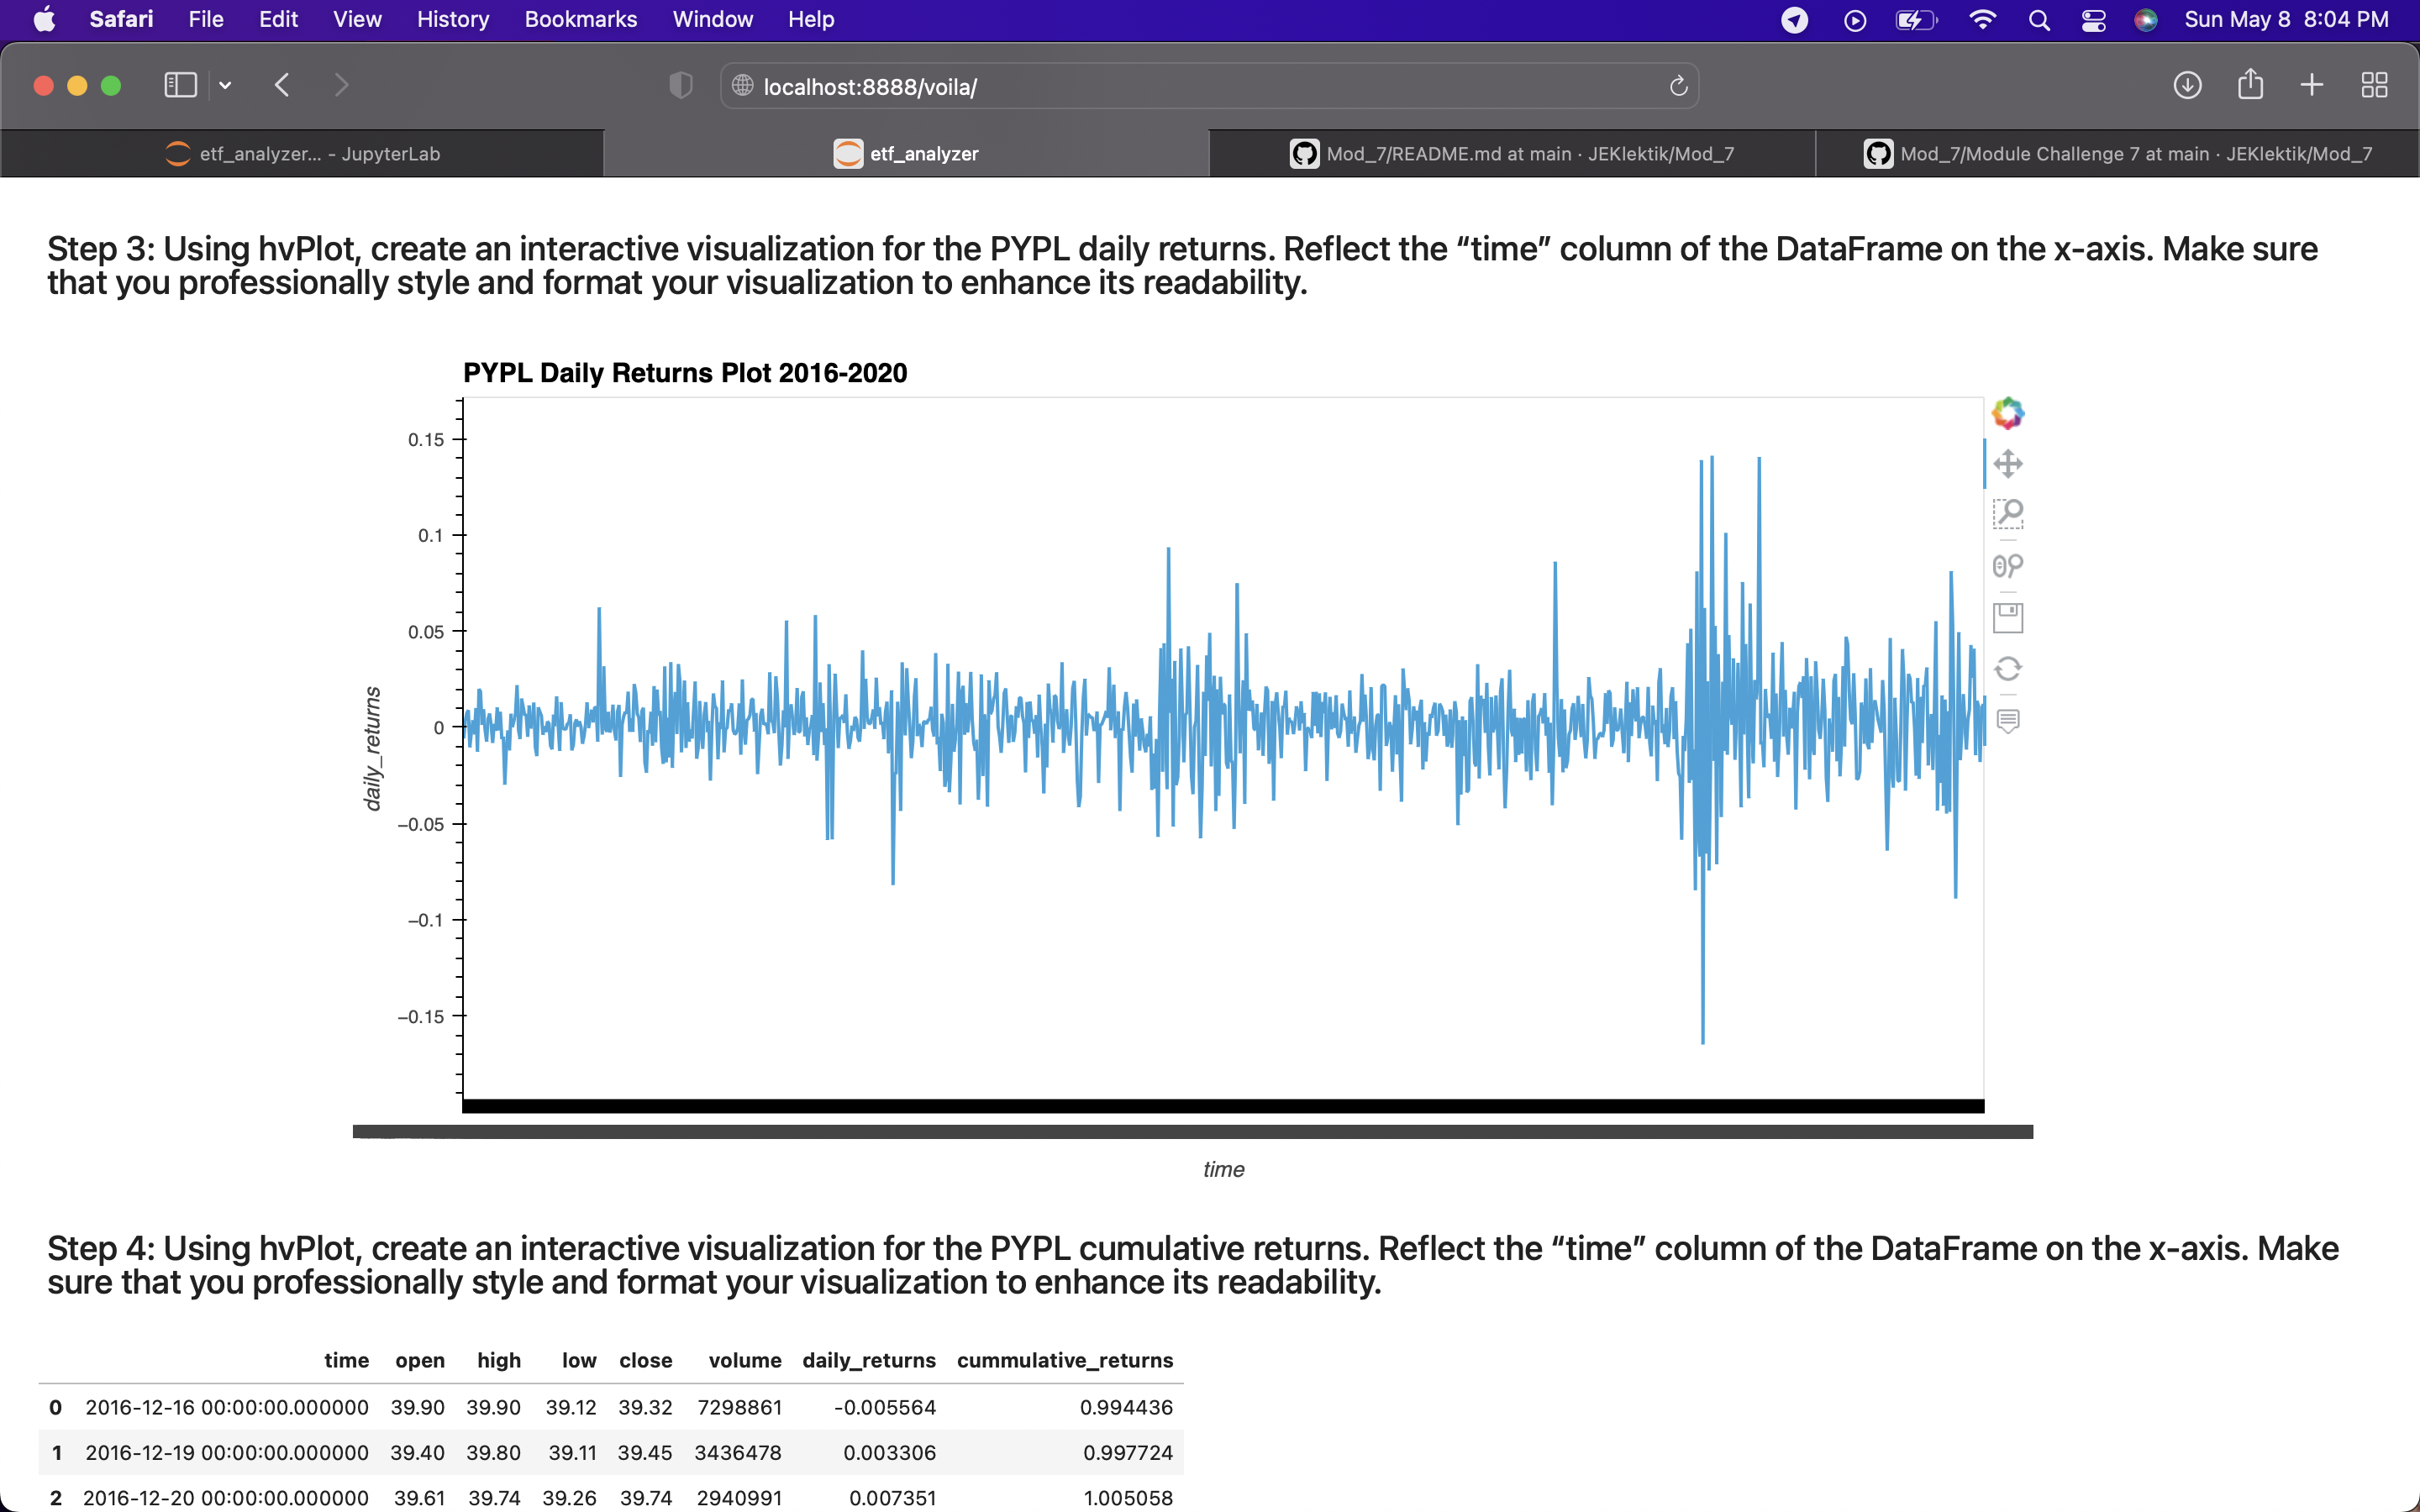 Safari File Edit View History Bookmarks Window Help Sun May 8 8:04 PM
localhost:8888/voila/
etf_analyzer... - JupyterLab
etf_analyzer
Mod_7/README.md at main · JEKlektik/Mod_7
Mod_7/Module Challenge 7 at main · JEKlektik/Mod_7
Step 3: Using hvPlot, create an interactive visualization for the PYPL daily returns. Reflect the “time” column of the DataFrame on the x-axis. Make sure
that you professionally style and format your visualization to enhance its readability.
PYPL Daily Returns Plot 2016-2020
0.15
0.1
0.05
0
−0.05
−0.1
−0.15
daily_returns
time
Step 4: Using hvPlot, create an interactive visualization for the PYPL cumulative returns. Reflect the “time” column of the DataFrame on the x-axis. Make
sure that you professionally style and format your visualization to enhance its readability.
time open high low close volume daily_returns cummulative_returns
0 2016-12-16 00:00:00.000000 39.90 39.90 39.12 39.32 7298861 -0.005564 0.994436
1 2016-12-19 00:00:00.000000 39.40 39.80 39.11 39.45 3436478 0.003306 0.997724
2 2016-12-20 00:00:00.000000 39.61 39.74 39.26 39.74 2940991 0.007351 1.005058